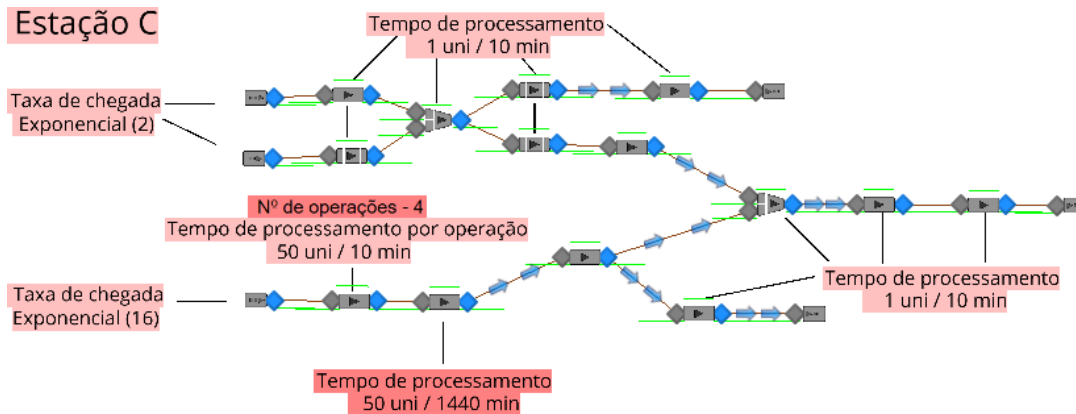 Estação C
Tempo de processamento
1 uni / 10 min
Taxa de chegada
Exponencial (2)
Nº de operações - 4
Tempo de processamento por operação
50 uni / 10 min
Taxa de chegada
Exponencial (16)
Tempo de processamento
1 uni / 10 min
Tempo de processamento
50 uni / 1440 min